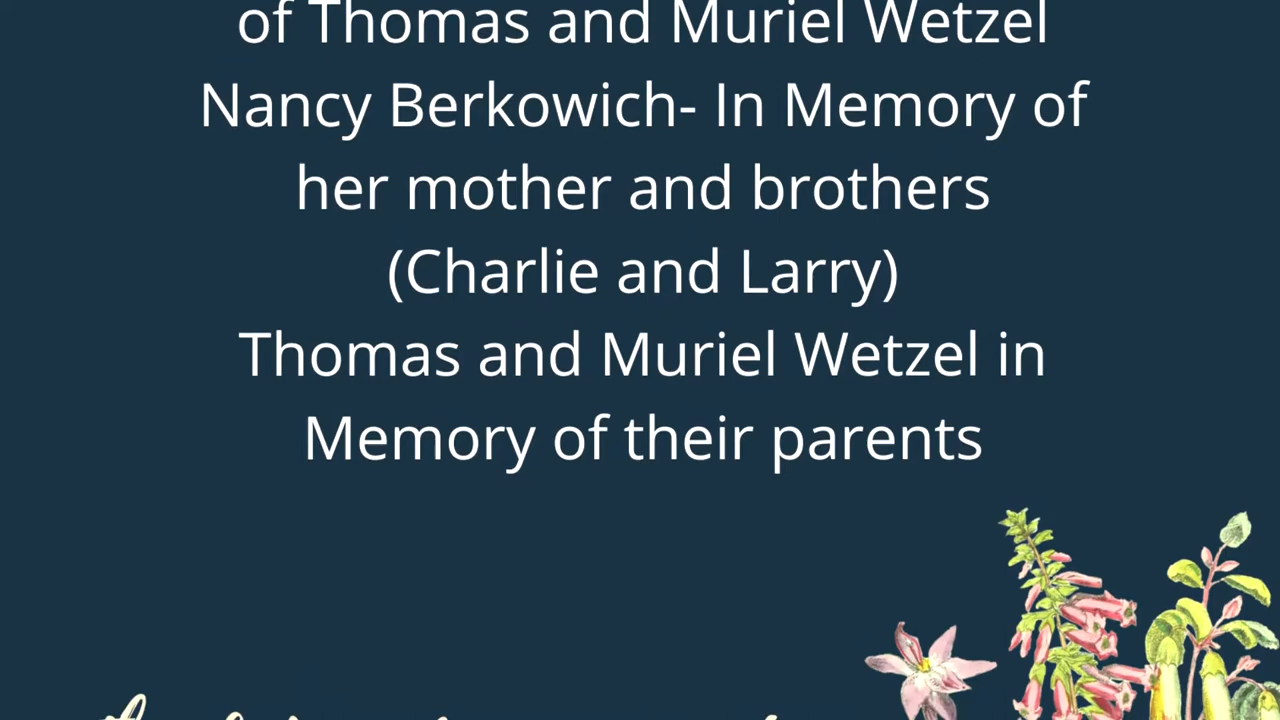 of Thomas and Muriel Wetzel
Nancy Berkowich- In Memory of
her mother and brothers
(Charlie and Larry)
Thomas and Muriel Wetzel in
Memory of their parents